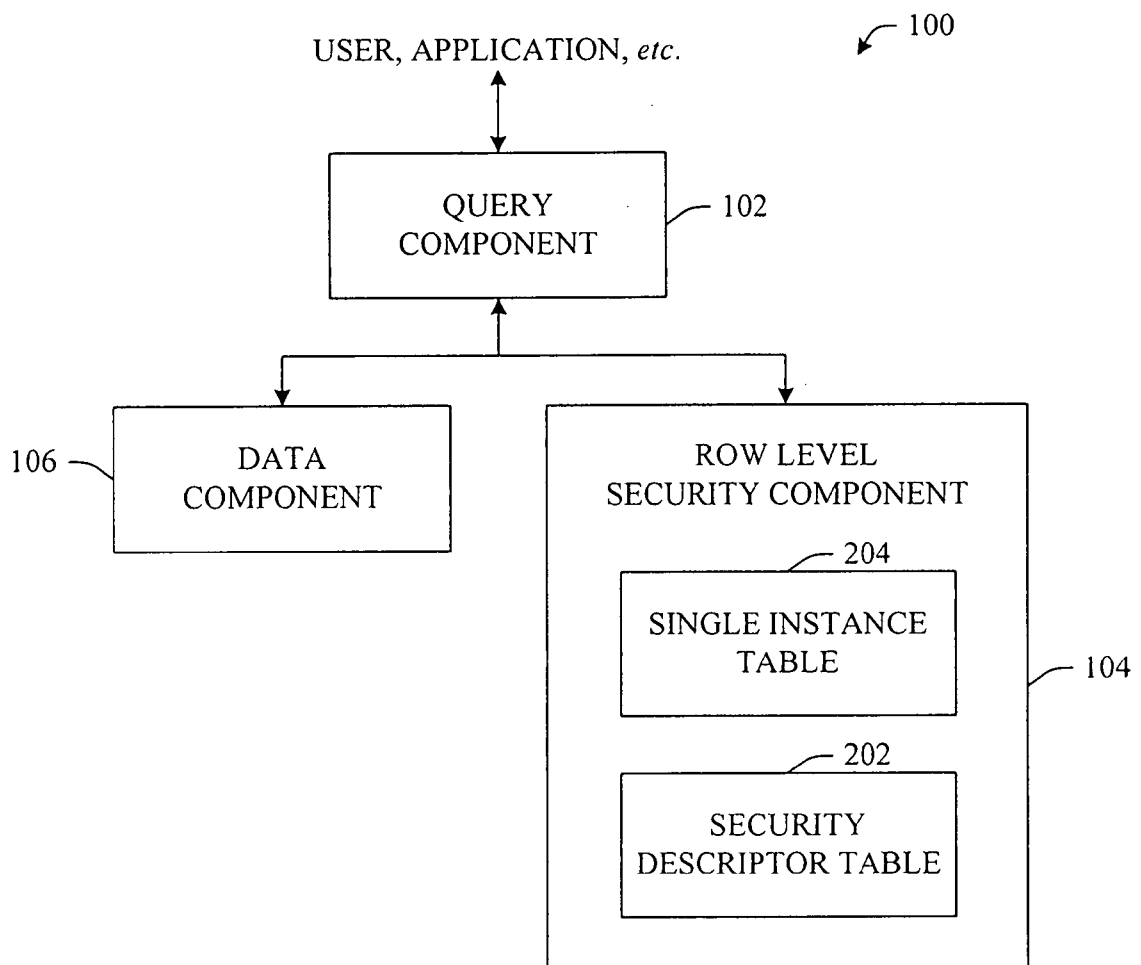 100
USER, APPLICATION, etc.
QUERY
COMPONENT
102
106
DATA
COMPONENT
ROW LEVEL
SECURITY COMPONENT
204
SINGLE INSTANCE
TABLE
104
202
SECURITY
DESCRIPTOR TABLE